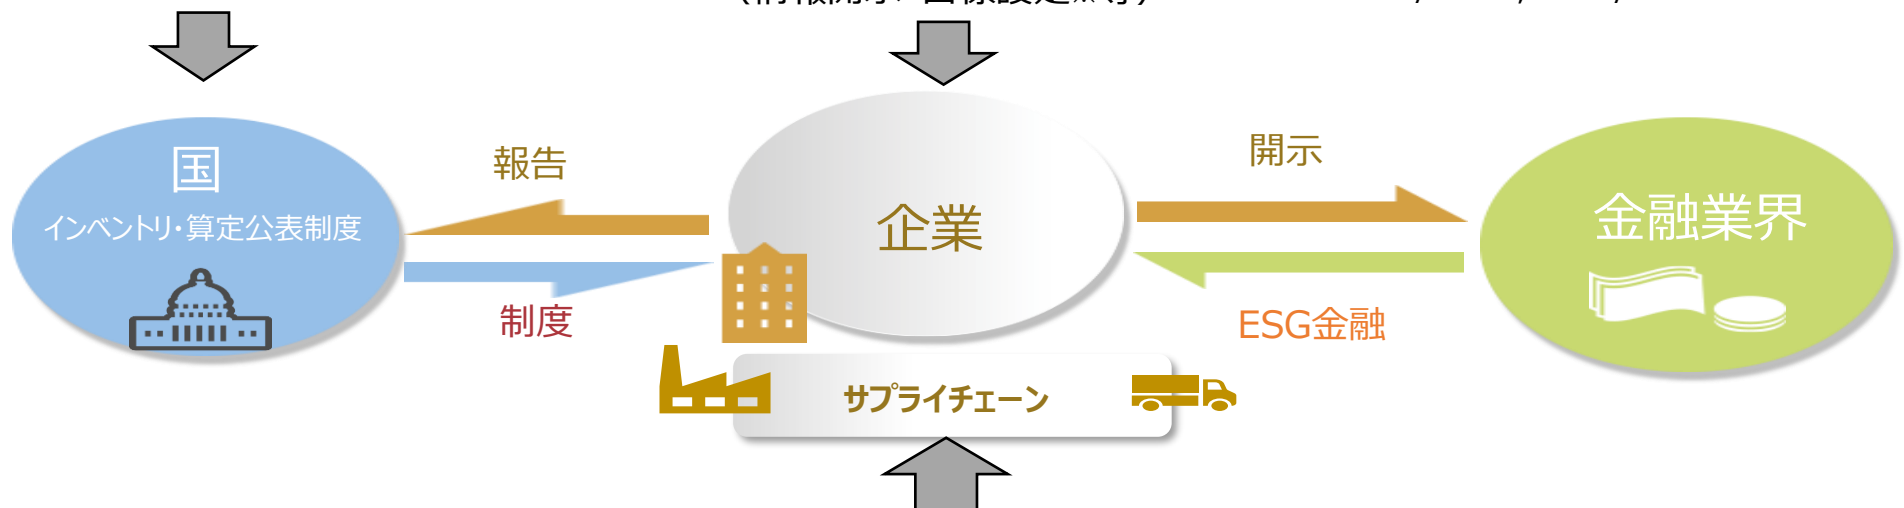 国
インベントリ・算定公表制度
報告
制度
企業
サプライチェーン
開示
ESG金融
金融業界